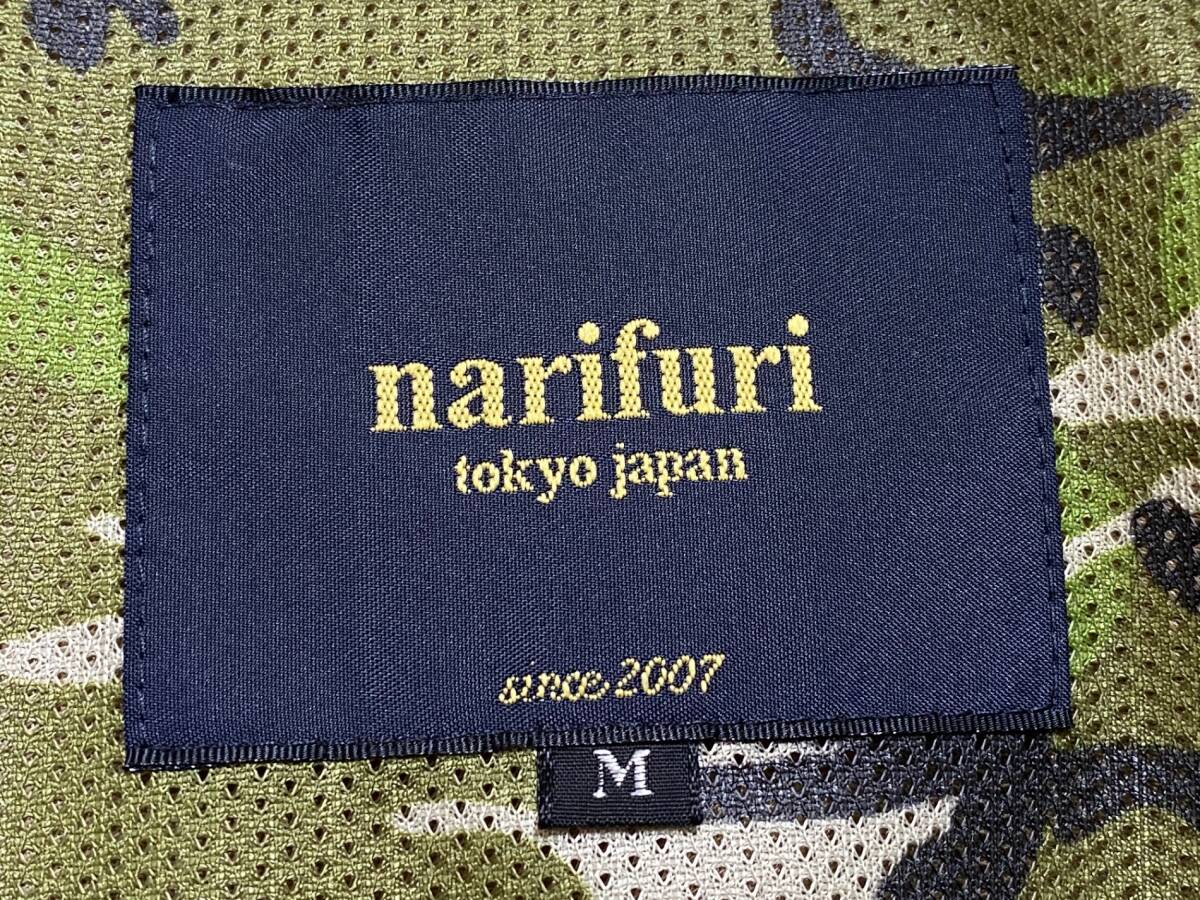 narifuri
tokyo japan
since 2007
M